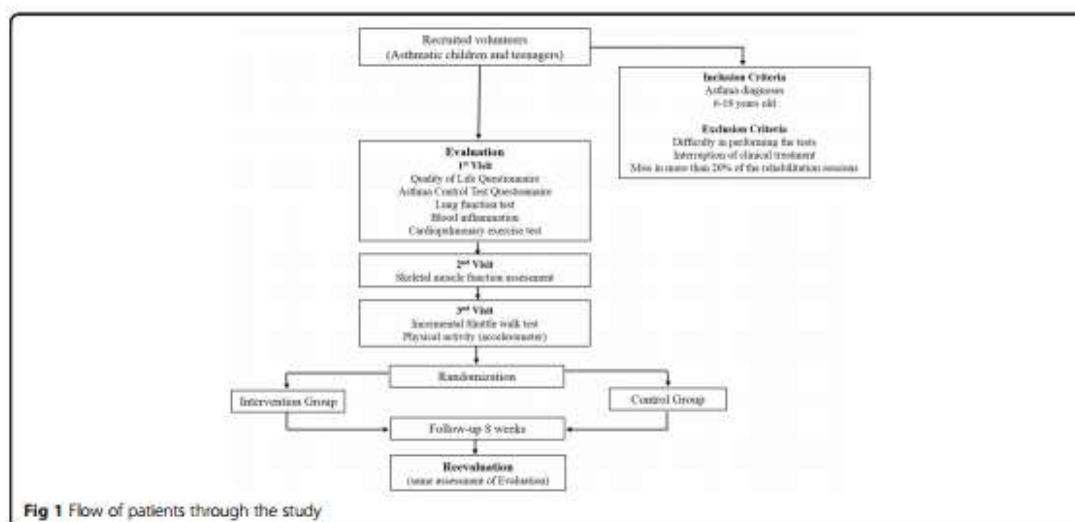 Recruited volunteers
(Asthmatic children and teenagers)
Inclusion Criteria
Asthma diagnoses
6-18 years old
Exclusion Criteria
Difficulty in performing the tests
Interruption of clinical treatment
Miss in more than 20% of the rehabilitation sessions
Evaluation
1st Visit
Quality of Life Questionnaire
Asthma Control Test Questionnaire
Lung function test
Blood inflammation
Cardiopulmonary exercise test
2nd Visit
Skeletal muscle function assessment
3rd Visit
Incremental Shuttle walk test
Physical activity (accelerometer)
Randomization
Intervention Group
Control Group
Follow-up 8 weeks
Reevaluation
(same assessment of Evaluation)
Fig 1 Flow of patients through the study